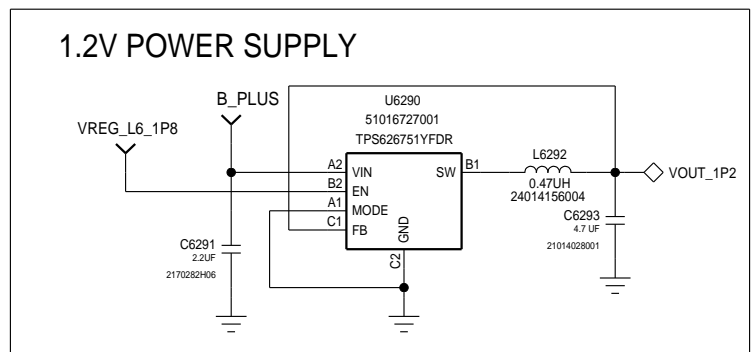 1.2V POWER SUPPLY
B_PLUS
U6290
51016727001
TPS626751YFDR
VREG_L6_1P8
L6292
0.47UH
24014156004
A2 VIN
SW B1
B2 EN
A1 MODE
C1 FB
GND
C2
VOUT_1P2
C6291
2.2UF
2170282H06
C6293
4.7 UF
21014028001